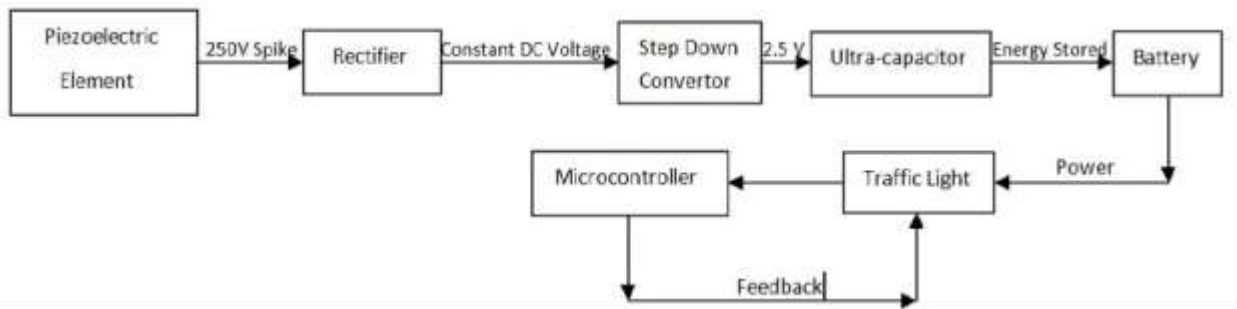 Piezoelectric
Element
250V Spike
Rectifier
Constant DC Voltage
Step Down
Convertor
2.5 V
Ultra-capacitor
Energy Stored
Battery
Microcontroller
Traffic Light
Power
Feedback